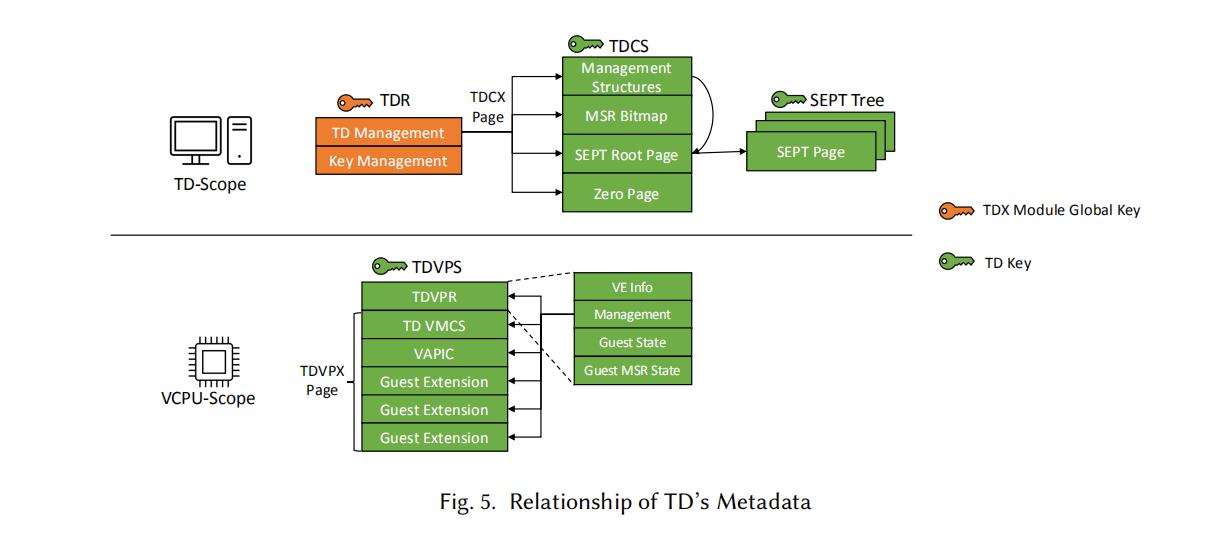 TDCS
Management
Structures
MSR Bitmap
SEPT Root Page
Zero Page
TDR
TD Management
Key Management
TDCX
Page
SEPT Tree
SEPT Page
TD-Scope
TDX Module Global Key
TD Key
TDVPS
TDVPR
TD VMCS
VAPIC
Guest Extension
Guest Extension
Guest Extension
TDVPX
Page
VE Info
Management
Guest State
Guest MSR State
VCPU-Scope
Fig. 5. Relationship of TD's Metadata